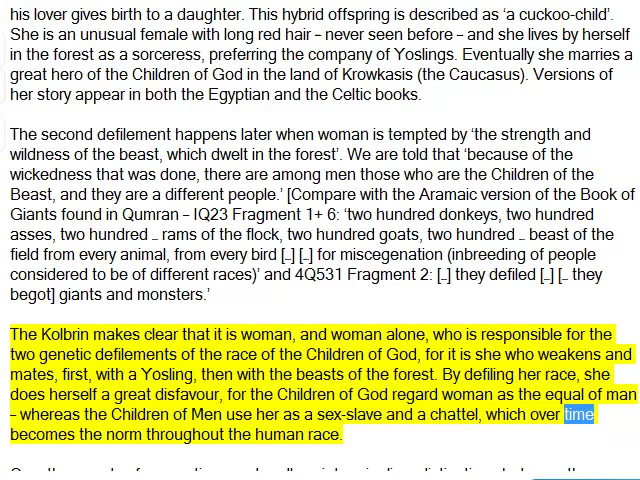 his lover gives birth to a daughter. This hybrid offspring is described as ‘a cuckoo-child’.
She is an unusual female with long red hair – never seen before – and she lives by herself
in the forest as a sorceress, preferring the company of Yoslings. Eventually she marries a
great hero of the Children of God in the land of Krowkasis (the Caucasus). Versions of
her story appear in both the Egyptian and the Celtic books.
The second defilement happens later when woman is tempted by ‘the strength and
wildness of the beast, which dwelt in the forest’. We are told that ‘because of the
wickedness that was done, there are among men those who are the Children of the
Beast, and they are a different people.’ [Compare with the Aramaic version of the Book of
Giants found in Qumran – IQ23 Fragment 1+ 6: ‘two hundred donkeys, two hundred
asses, two hundred ... rams of the flock, two hundred goats, two hundred ... beast of the
field from every animal, from every bird [...] [...] for miscegenation (inbreeding of people
considered to be of different races)’ and 4Q531 Fragment 2: [...] they defiled [...] [... they
begot] giants and monsters.’
The Kolbrin makes clear that it is woman, and woman alone, who is responsible for the
two genetic defilements of the race of the Children of God, for it is she who weakens and
mates, first, with a Yosling, then with the beasts of the forest. By defiling her race, she
does herself a great disfavour, for the Children of God regard woman as the equal of man
– whereas the Children of Men use her as a sex-slave and a chattel, which over time
becomes the norm throughout the human race.